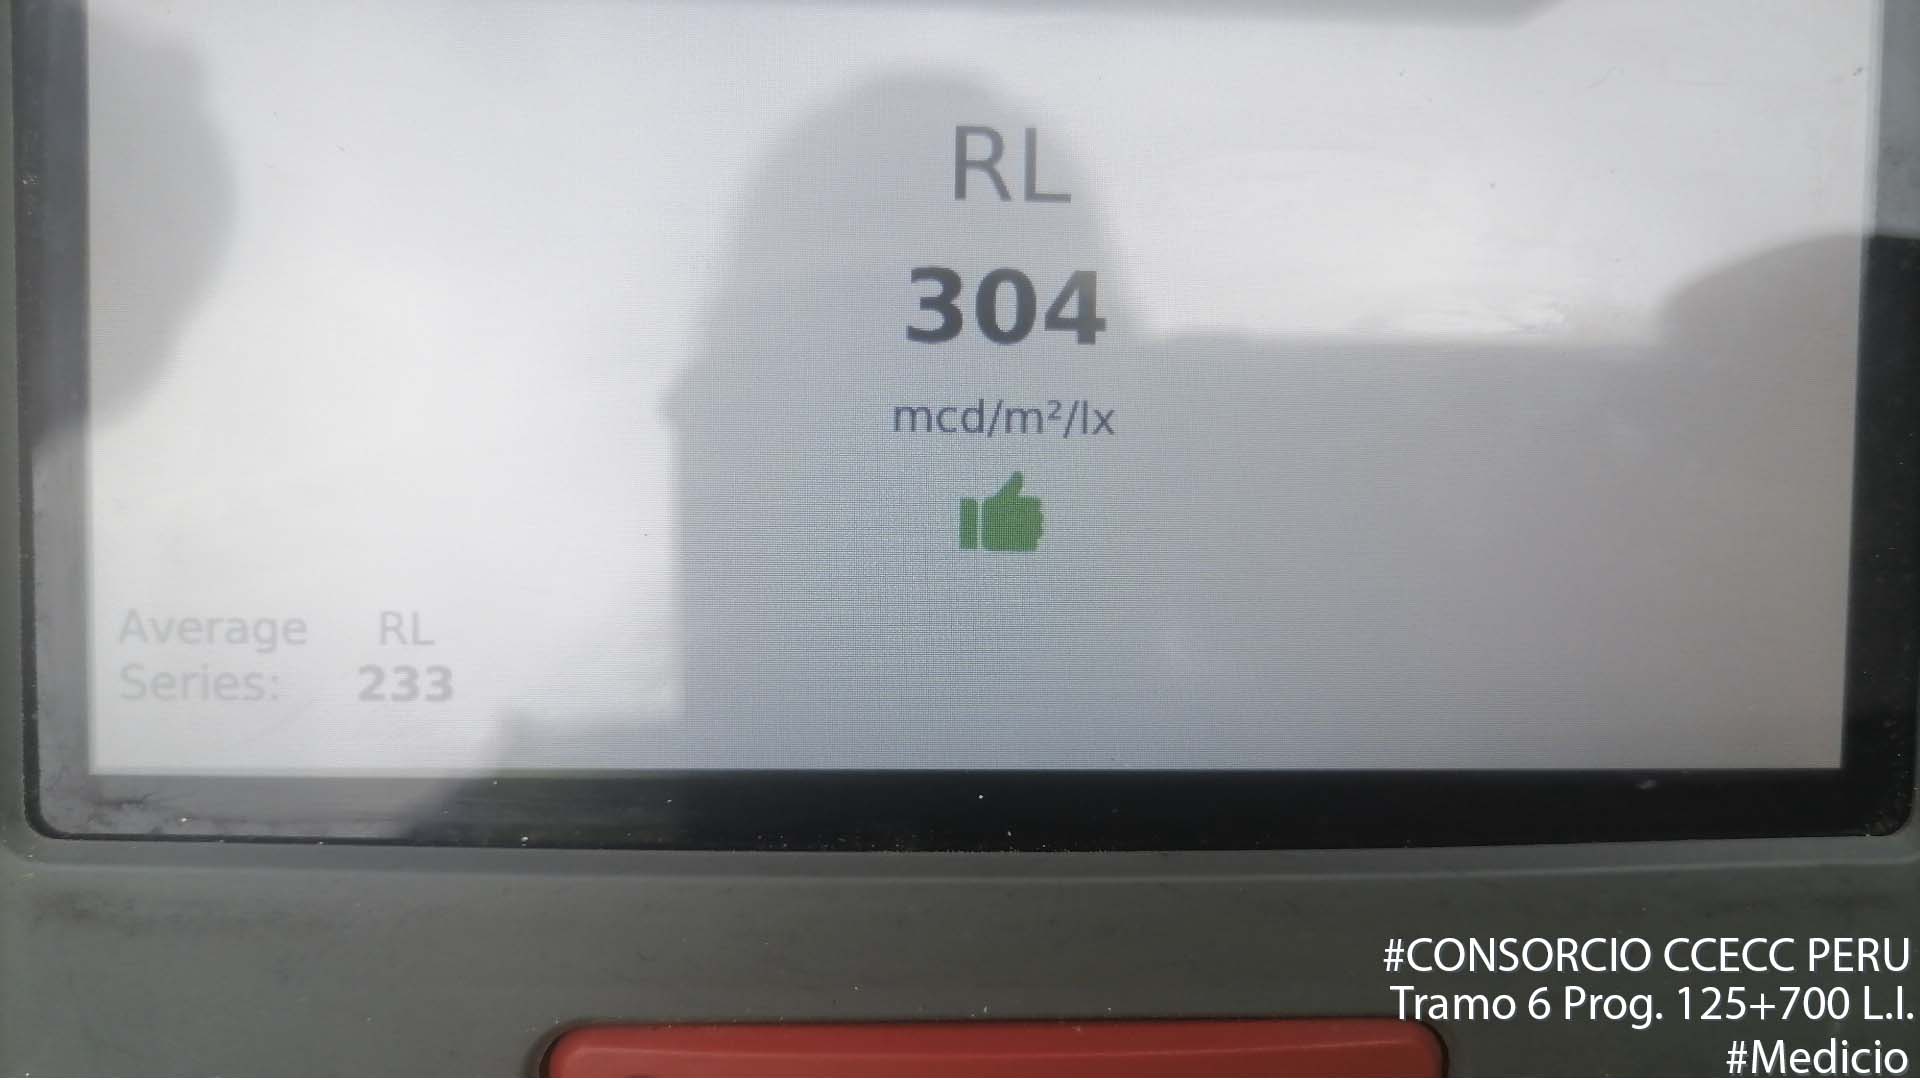 RL
304
mcd/m²/lx
Average RL
Series: 233
#CONSORCIO CCECC PERU
Tramo 6 Prog. 125+700 L.I.
#Medicio